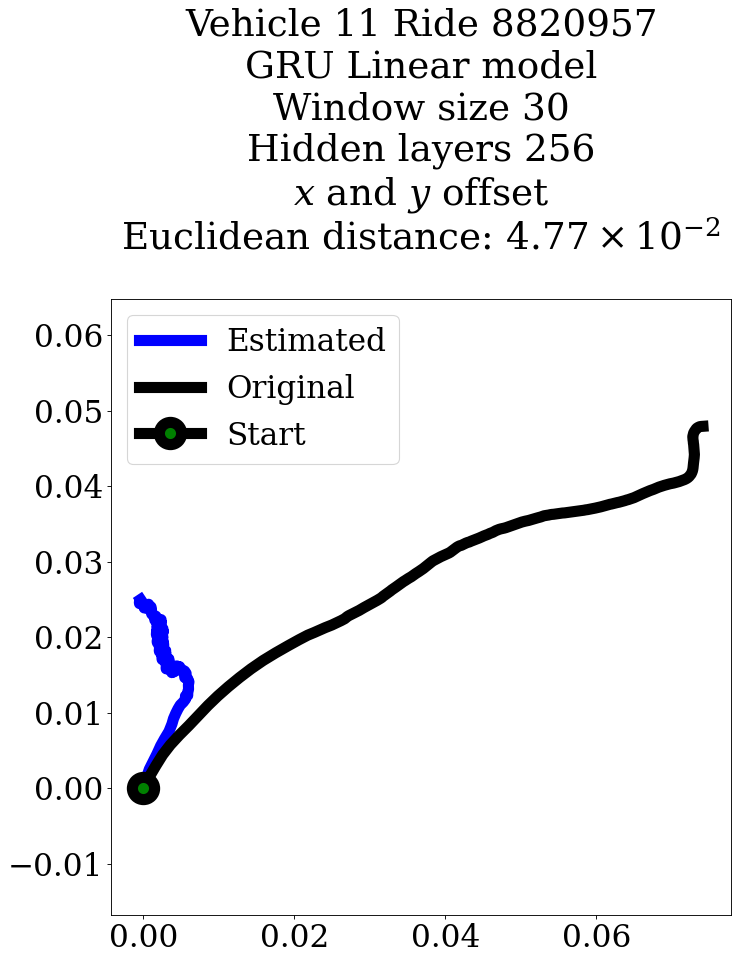 Vehicle 11 Ride 8820957
GRU Linear model
Window size 30
Hidden layers 256
x and y offset
Euclidean distance: 4.77 × 10⁻²
Estimated
Original
Start
0.06
0.05
0.04
0.03
0.02
0.01
0.00
−0.01
0.00 0.02 0.04 0.06